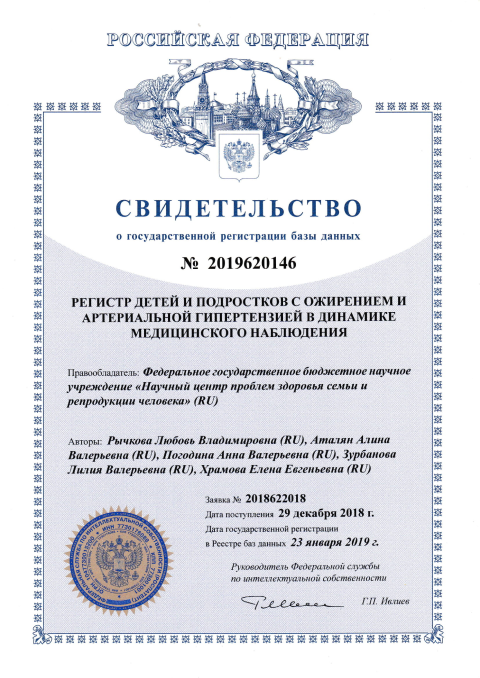 РОССИЙСКАЯ ФЕДЕРАЦИЯ
СВИДЕТЕЛЬСТВО
о государственной регистрации базы данных
№ 2019620146
РЕГИСТР ДЕТЕЙ И ПОДРОСТКОВ С ОЖИРЕНИЕМ И
АРТЕРИАЛЬНОЙ ГИПЕРТЕНЗИЕЙ В ДИНАМИКЕ
МЕДИЦИНСКОГО НАБЛЮДЕНИЯ
Правообладатель: Федеральное государственное бюджетное научное
учреждение «Научный центр проблем здоровья семьи и
репродукции человека» (RU)
Авторы: Рычкова Любовь Владимировна (RU), Аталян Алина
Валерьевна (RU), Погодина Анна Валерьевна (RU), Зурбанова
Лилия Валерьевна (RU), Храмова Елена Евгеньевна (RU)
Заявка № 2018622018
Дата поступления 29 декабря 2018 г.
Дата государственной регистрации
в Реестре баз данных 23 января 2019 г.
Руководитель Федеральной службы
по интеллектуальной собственности
Г.П. Ивлиев
ФЕДЕРАЛЬНАЯ СЛУЖБА ПО ИНТ�еллЕКТУАЛЬНОЙ СОБСТВЕННОСТИ